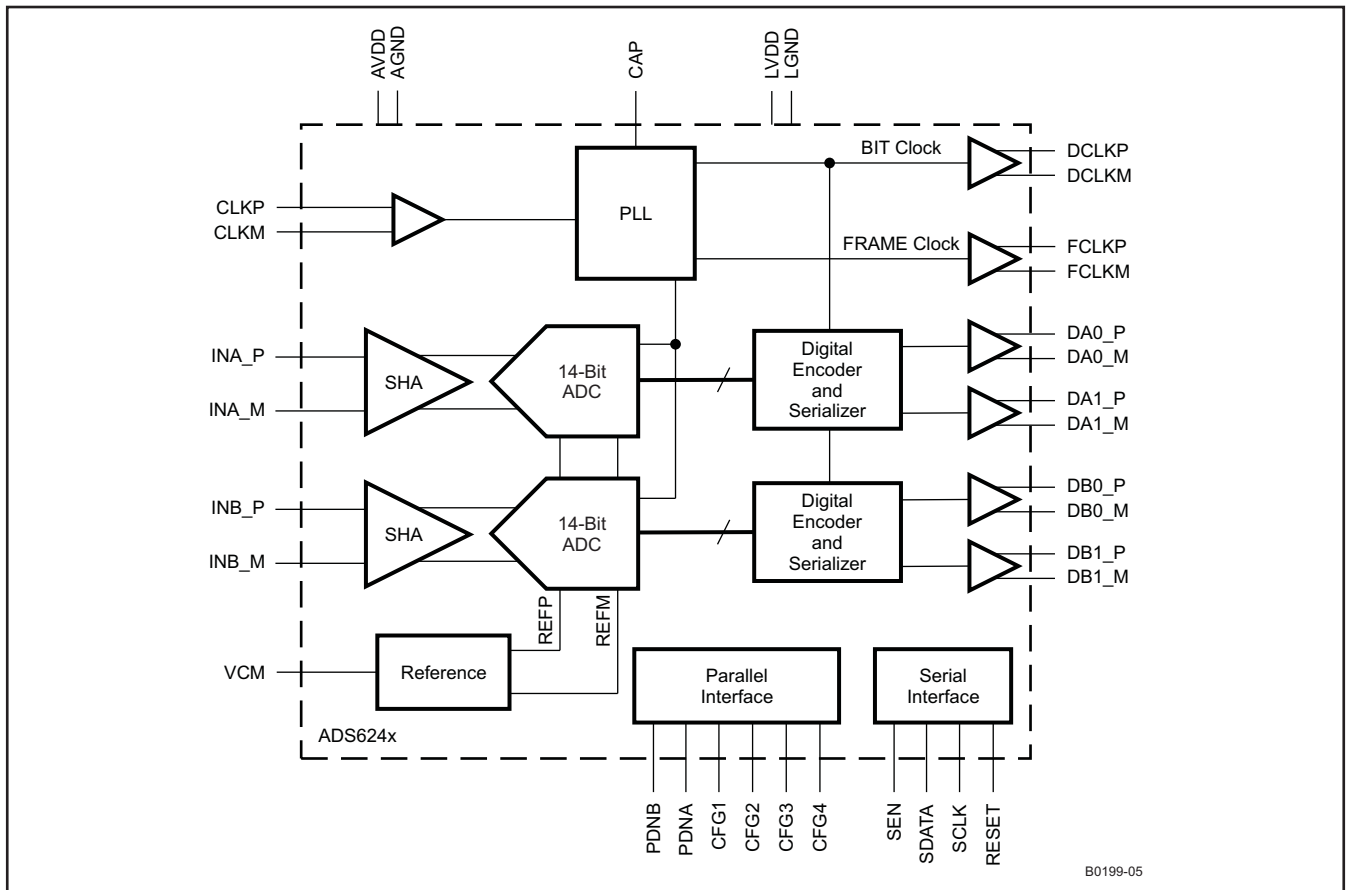 AVDD
AGND
CAP
LVDD
LGND
BIT Clock
DCLKP
DCLKM
CLKP
CLKM
PLL
FRAME Clock
FCLKP
FCLKM
INA_P
INA_M
SHA
14-Bit
ADC
Digital
Encoder
and
Serializer
DA0_P
DA0_M
DA1_P
DA1_M
INB_P
INB_M
SHA
14-Bit
ADC
Digital
Encoder
and
Serializer
DB0_P
DB0_M
DB1_P
DB1_M
REFP
REFM
VCM
Reference
Parallel
Interface
Serial
Interface
ADS624x
PDNB
PDNA
CFG1
CFG2
CFG3
CFG4
SEN
SDATA
SCLK
RESET
B0199-05